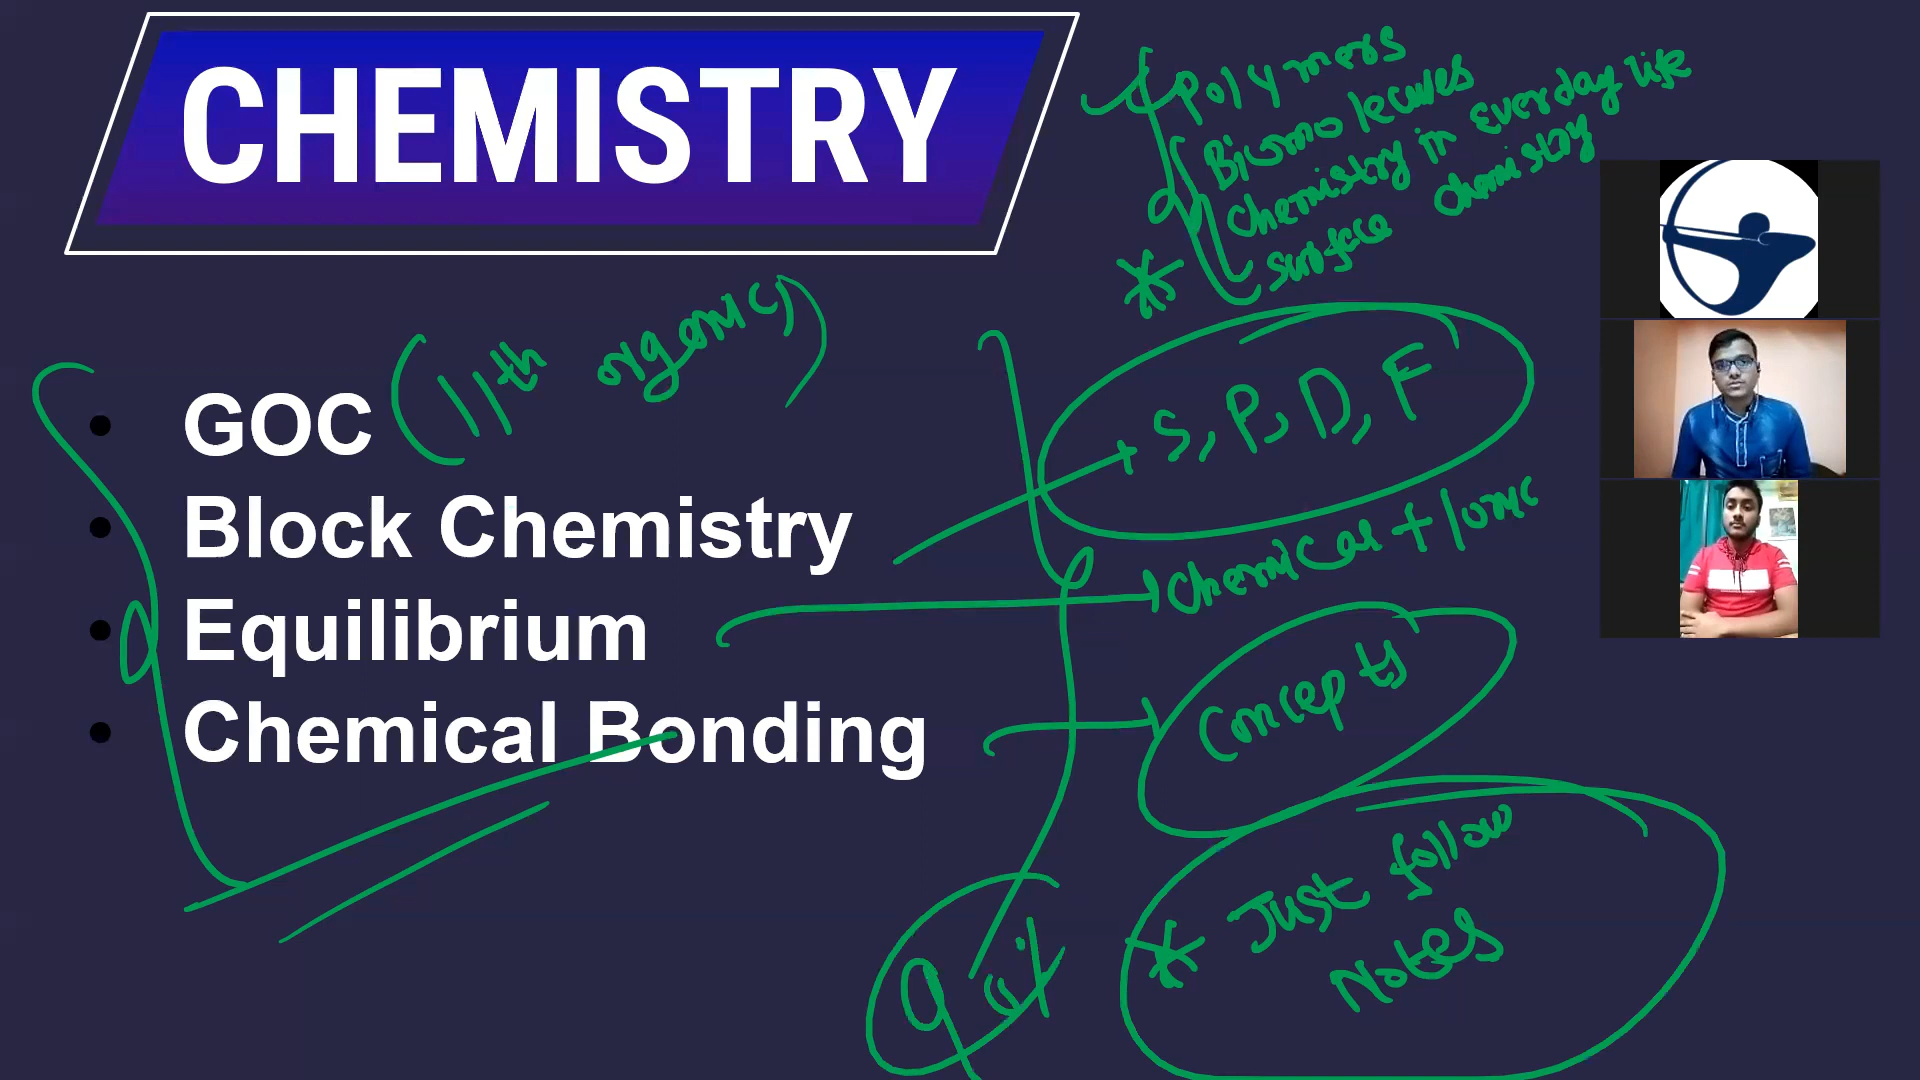 CHEMISTRY
Polymers
Biomolecules
Chemistry in Everyday life
Surface chemistry
GOC (11th organic)
Block Chemistry
S, P, D, F
Equilibrium
Chemical + Ionic
Chemical Bonding
Concepts
* Just follow
Notes